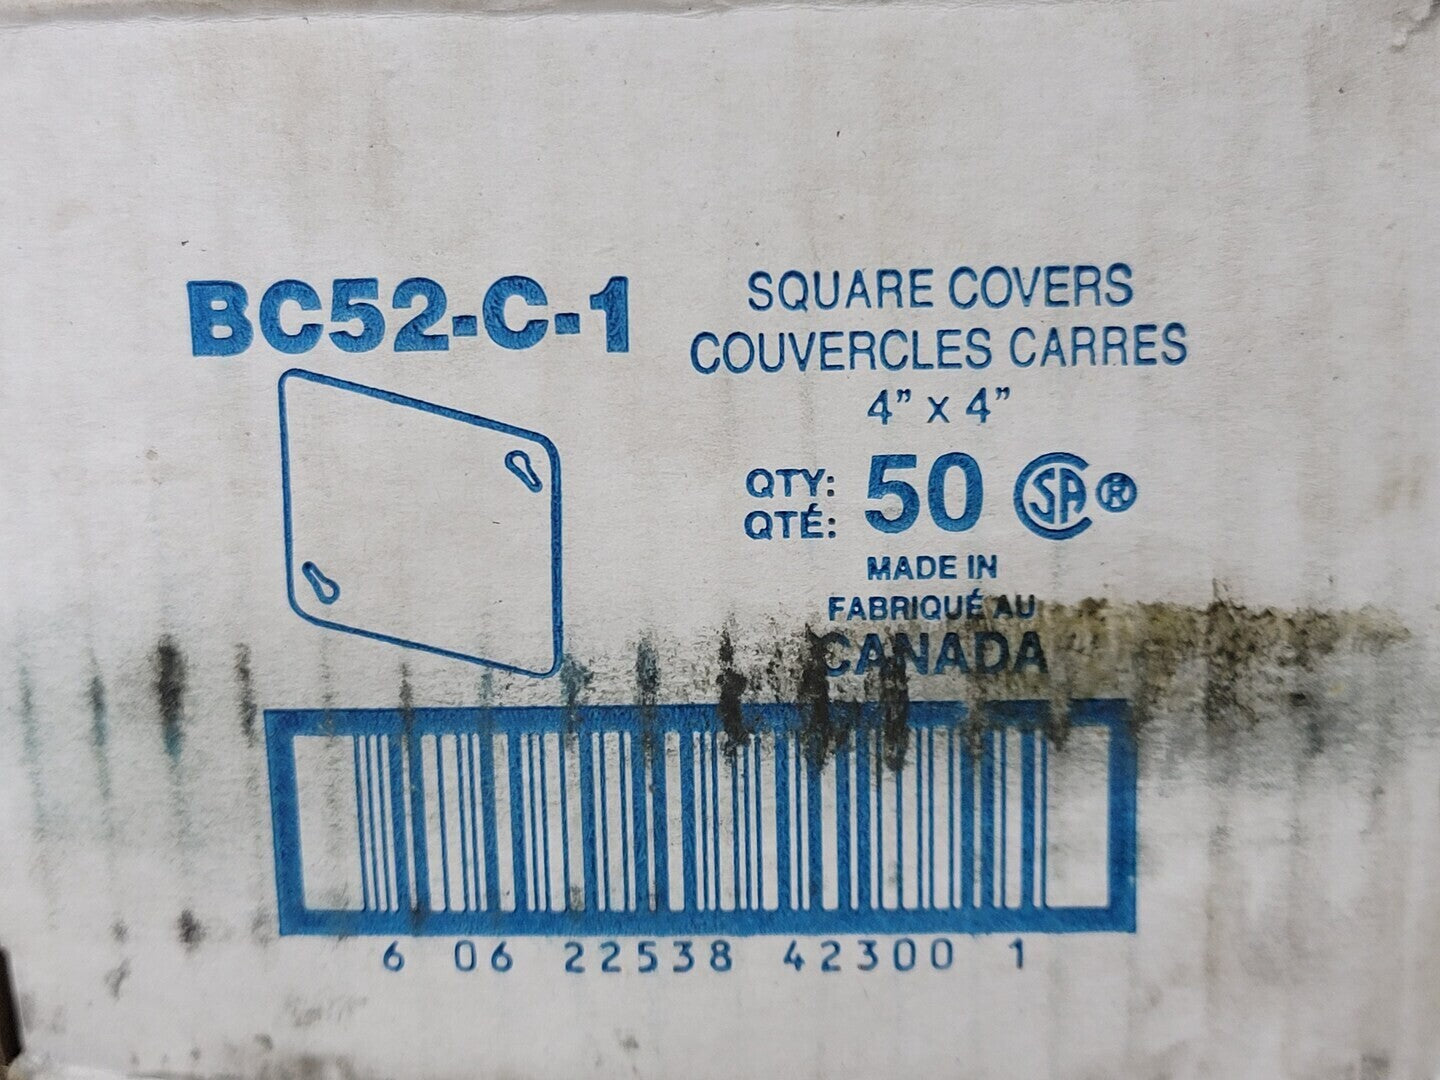 BC52-C-1
SQUARE COVERS
COUVERCLES CARRES
4” x 4”
QTY: 50 CSA ®
QTÉ:
MADE IN
FABRIQUÉ AU
CANADA
6 06 22538 42300 1